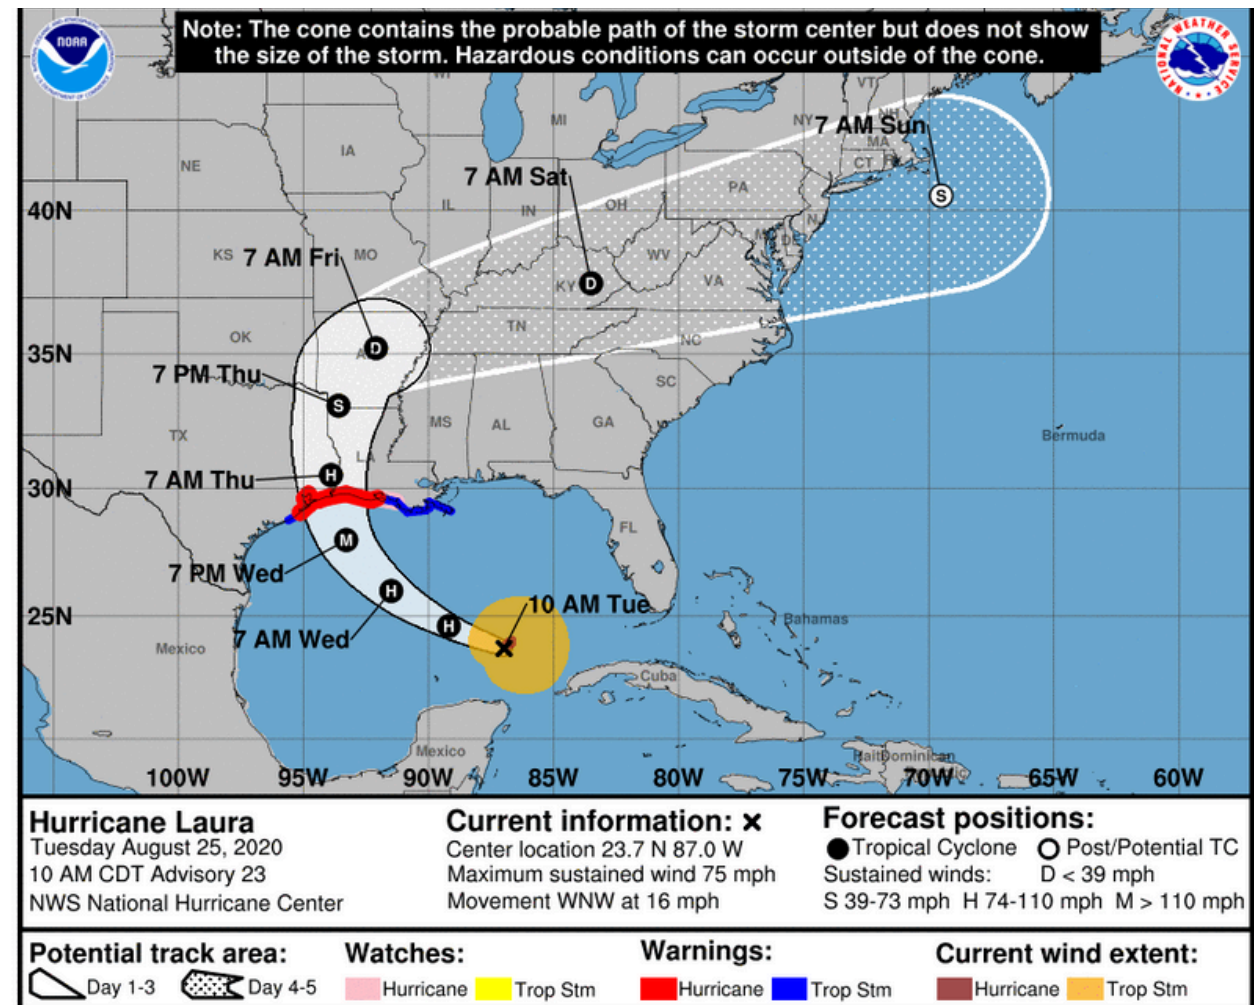 Note: The cone contains the probable path of the storm center but does not show
the size of the storm. Hazardous conditions can occur outside of the cone.
NOAA
NATIONAL WEATHER SERVICE
SD
WI
VT
NH
MI
NY
7 AM Sun
MA
CT
IA
NE
7 AM Sat
PA
S
40N
IL
IN
OH
NJ
MD
DE
KS
7 AM Fri
MO
WV
KY
D
VA
OK
TN
35N
D
NC
7 PM Thu
S
SC
TX
MS
AL
GA
Bermuda
LA
7 AM Thu
H
30N
FL
M
7 PM Wed
H
10 AM Tue
25N
H
Bahamas
7 AM Wed
Mexico
Cuba
Mexico
Haiti
Dominican
100W 95W 90W 85W 80W 75W 70W 65W 60W
Hurricane Laura
Tuesday August 25, 2020
10 AM CDT Advisory 23
NWS National Hurricane Center
Current information: x
Center location 23.7 N 87.0 W
Maximum sustained wind 75 mph
Movement WNW at 16 mph
Forecast positions:
Tropical Cyclone Post/Potential TC
Sustained winds: D < 39 mph
S 39-73 mph H 74-110 mph M > 110 mph
Potential track area:
Day 1-3 Day 4-5
Watches:
Hurricane Trop Stm
Warnings:
Hurricane Trop Stm
Current wind extent:
Hurricane Trop Stm